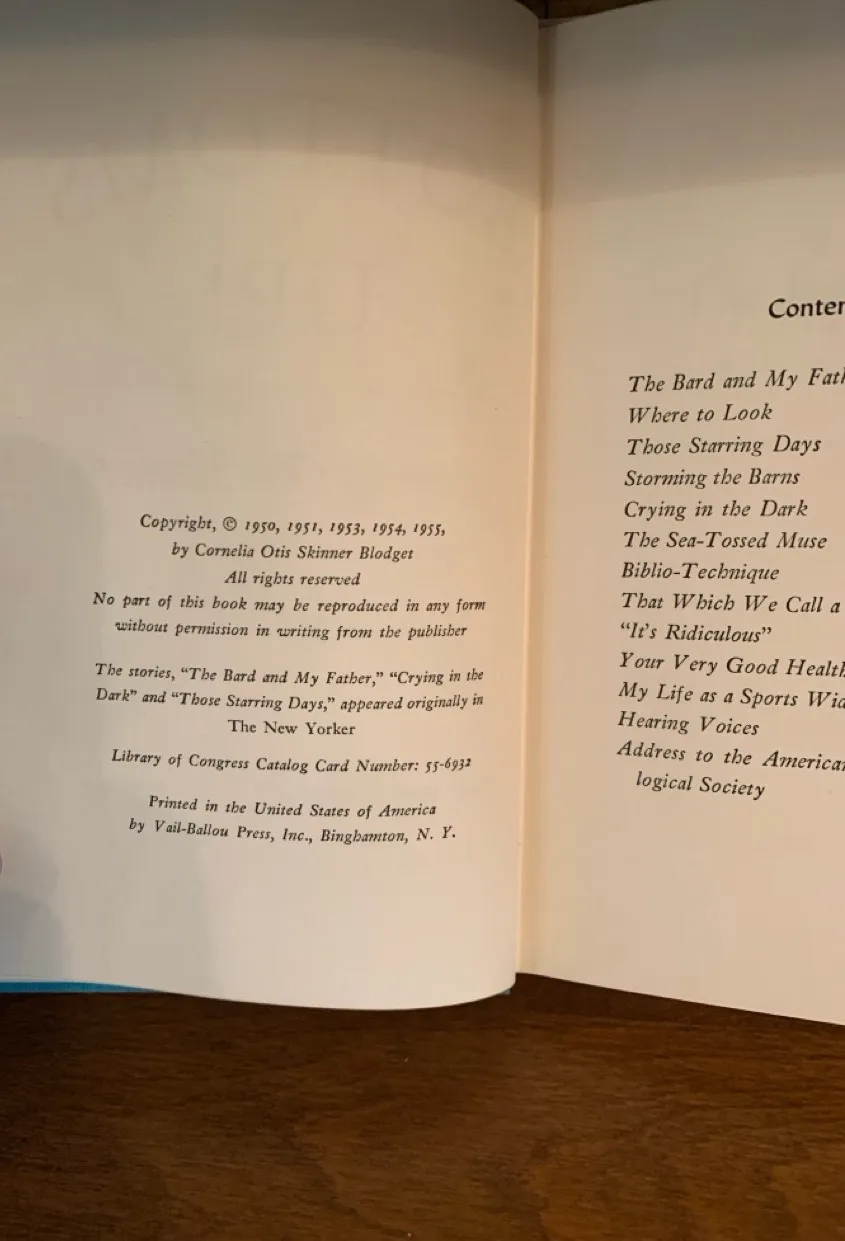 Copyright, © 1950, 1951, 1953, 1954, 1955,
by Cornelia Otis Skinner Blodget
All rights reserved
No part of this book may be reproduced in any form
without permission in writing from the publisher
The stories, “The Bard and My Father,” “Crying in the
Dark” and “Those Starring Days,” appeared originally in
The New Yorker
Library of Congress Catalog Card Number: 55-6932
Printed in the United States of America
by Vail-Ballou Press, Inc., Binghamton, N. Y.
The Bard and My
Where to Look
Those Starring Days
Storming the Barns
Crying in the Dark
The Sea-Tossed Muse
Biblio-Technique
That Which We Call a
“It’s Ridiculous”
Your Very Good Health
My Life as a Sports
Hearing Voices
Address to the
logical Society